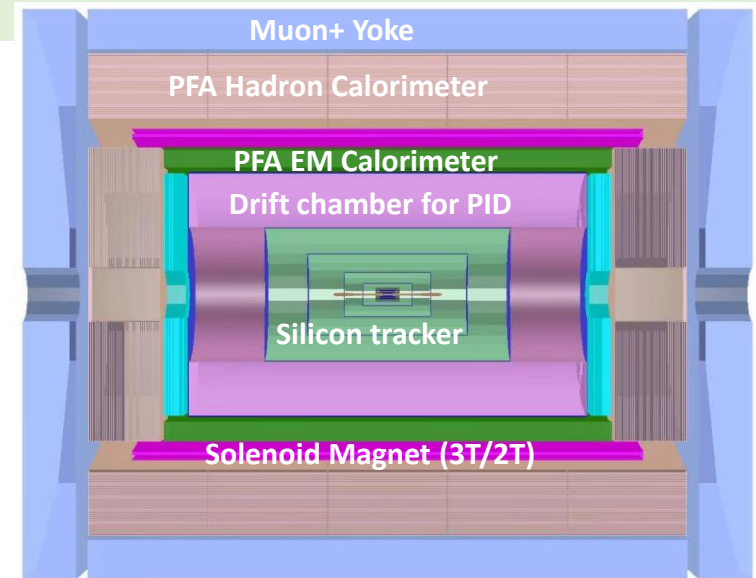 Muon+ Yoke
PFA Hadron Calorimeter
PFA EM Calorimeter
Drift chamber for PID
Silicon tracker
Solenoid Magnet (3T/2T)